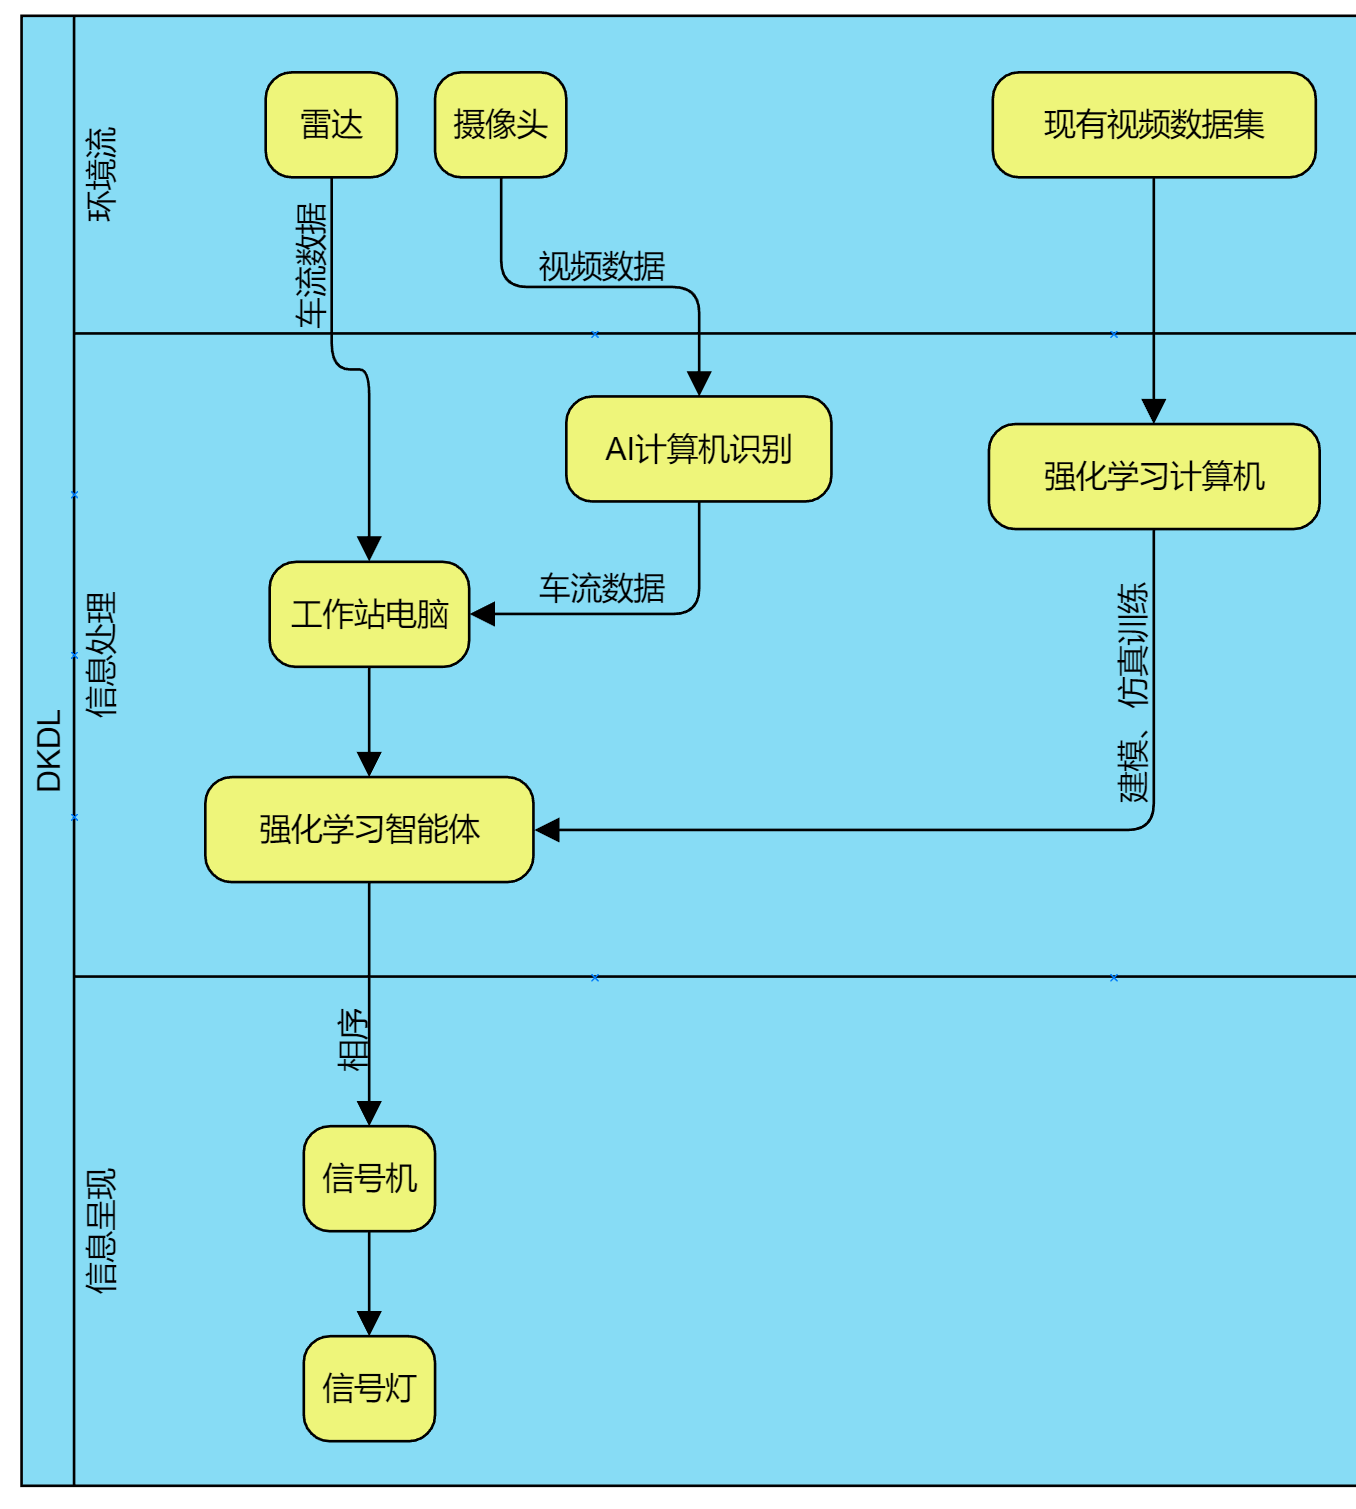 DKDL
环境流
雷达
摄像头
现有视频数据集
车流数据
视频数据
信息处理
AI计算机识别
强化学习计算机
车流数据
工作站电脑
建模、仿真训练
强化学习智能体
信息呈现
相序
信号机
信号灯